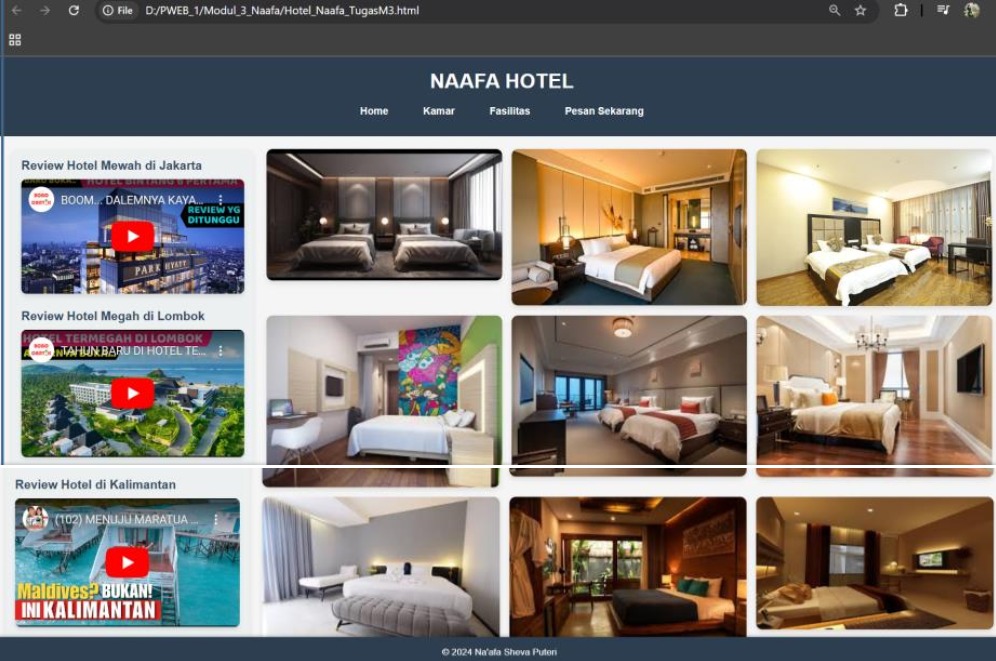 File D:/PWEB_1/Modul_3_Naafa/Hotel_Naafa_TugasM3.html
NAAFA HOTEL
Home Kamar Fasilitas Pesan Sekarang
Review Hotel Mewah di Jakarta
HOTEL BINTANG 6 PERTAMA
BOOM... DALEMNYA KAYA...
REVIEW YG
DITUNGGU
PARK HYATT
Review Hotel Megah di Lombok
HOTEL TERMEGAH DI LOMBOK
TAHUN BARU DI HOTEL TE...
Review Hotel di Kalimantan
(102) MENUJU MARATUA ...
Maldives? BUKAN!
INI KALIMANTAN
© 2024 Na'afa Sheva Puteri